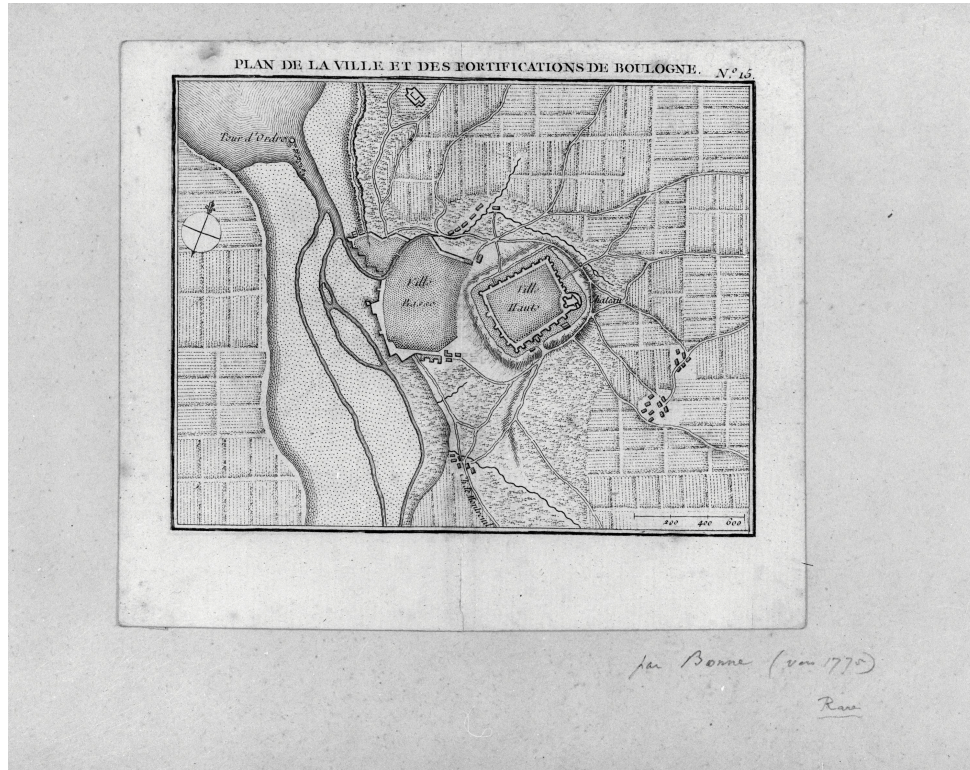 PLAN DE LA VILLE ET DES FORTIFICATIONS DE BOULOGNE.
N.º 15.
Tour d'Ordre
Ville
Basse
Ville
Haute
200 400 600
par Bonne (vers 1775)
Rare